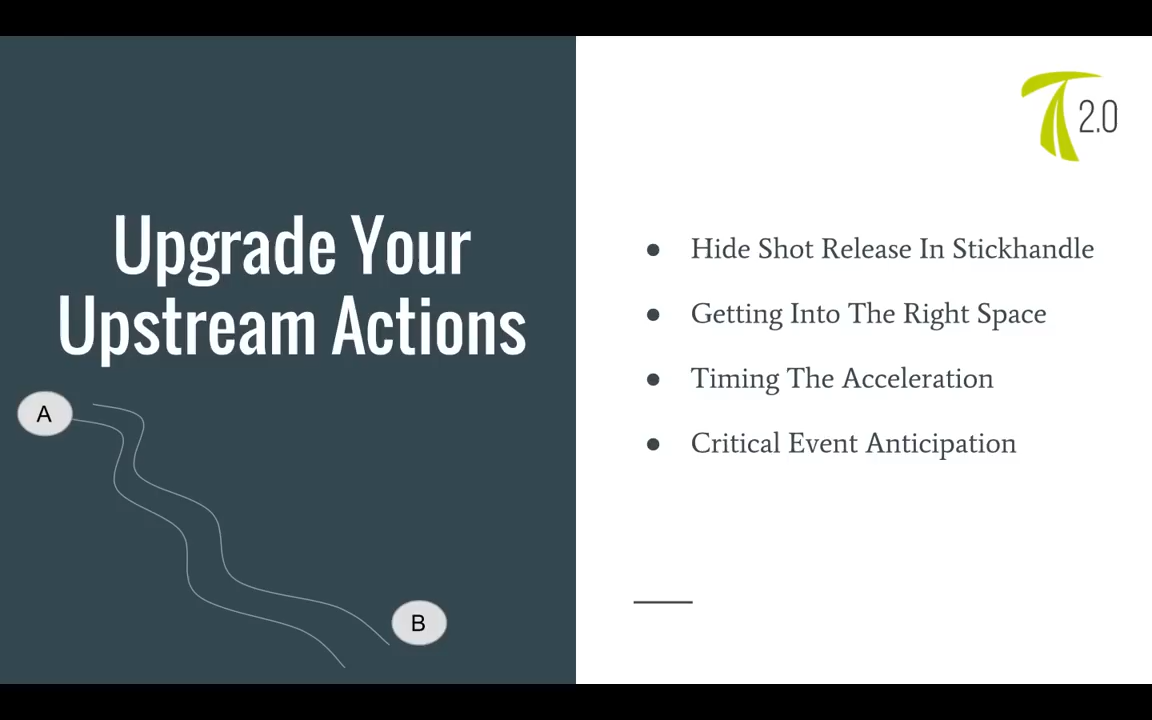 Upgrade Your
Upstream Actions
A
B
2.0
● Hide Shot Release In Stickhandle
● Getting Into The Right Space
● Timing The Acceleration
● Critical Event Anticipation